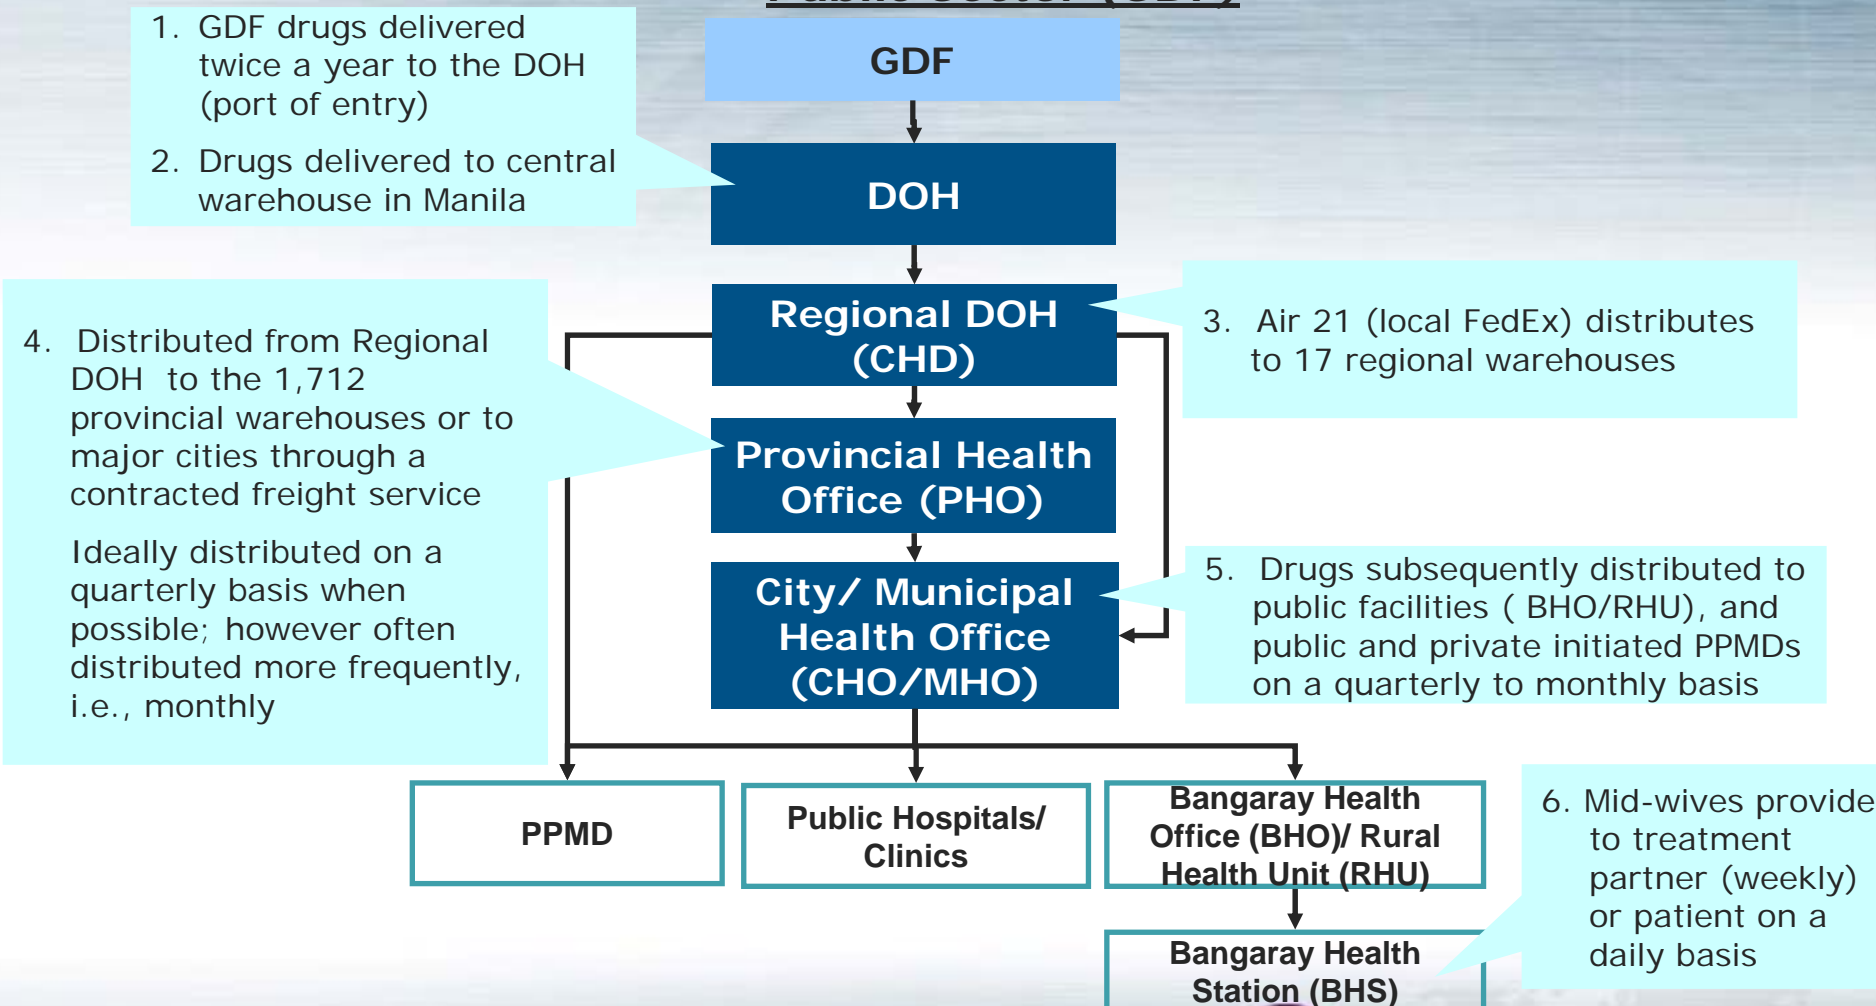 Public Sector (GDF)
1. GDF drugs delivered
twice a year to the DOH
(port of entry)
2. Drugs delivered to central
warehouse in Manila
GDF
DOH
Regional DOH
(CHD)
3. Air 21 (local FedEx) distributes
to 17 regional warehouses
4. Distributed from Regional
DOH to the 1,712
provincial warehouses or to
major cities through a
contracted freight service
Ideally distributed on a
quarterly basis when
possible; however often
distributed more frequently,
i.e., monthly
Provincial Health
Office (PHO)
City/ Municipal
Health Office
(CHO/MHO)
5. Drugs subsequently distributed to
public facilities ( BHO/RHU), and
public and private initiated PPMDs
on a quarterly to monthly basis
PPMD
Public Hospitals/
Clinics
Bangaray Health
Office (BHO)/ Rural
Health Unit (RHU)
6. Mid-wives provide
to treatment
partner (weekly)
or patient on a
daily basis
Bangaray Health
Station (BHS)